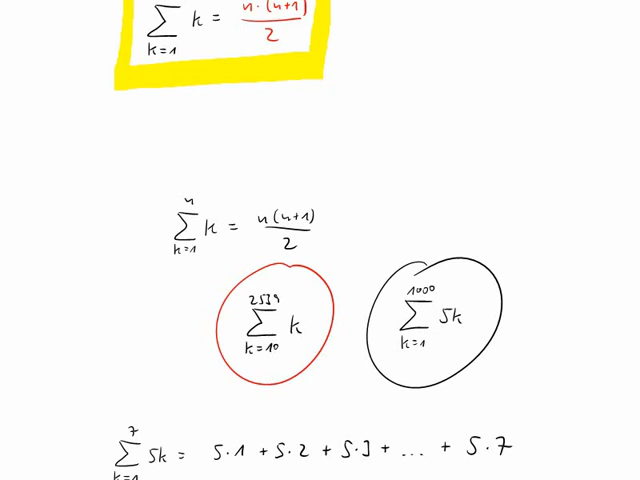 ∑ k = n·(n+1)/2
k=1
n
∑ k = n(n+1)/2
k=1
2539
∑ k
k=10
1000
∑ 5k
k=1
7
∑ 5k = 5·1 + 5·2 + 5·3 + ... + 5·7
k=1